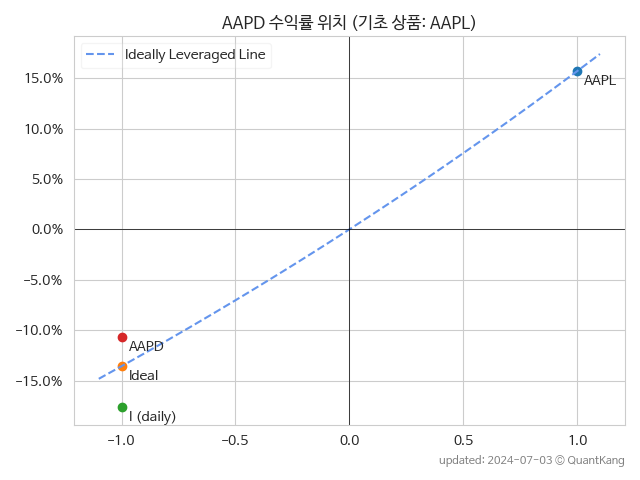 AAPD 수익률 위치 (기초 상품: AAPL)
Ideally Leveraged Line
15.0%
10.0%
5.0%
0.0%
−5.0%
−10.0%
−15.0%
AAPL
AAPD
Ideal
I (daily)
−1.0
−0.5
0.0
0.5
1.0
updated: 2024-07-03 © QuantKang